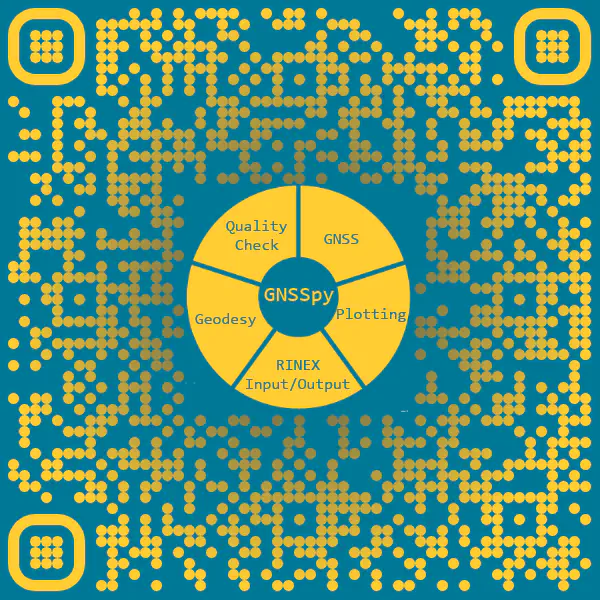 Quality
Check
GNSS
GNSSpy
Geodesy
Plotting
RINEX
Input/Output